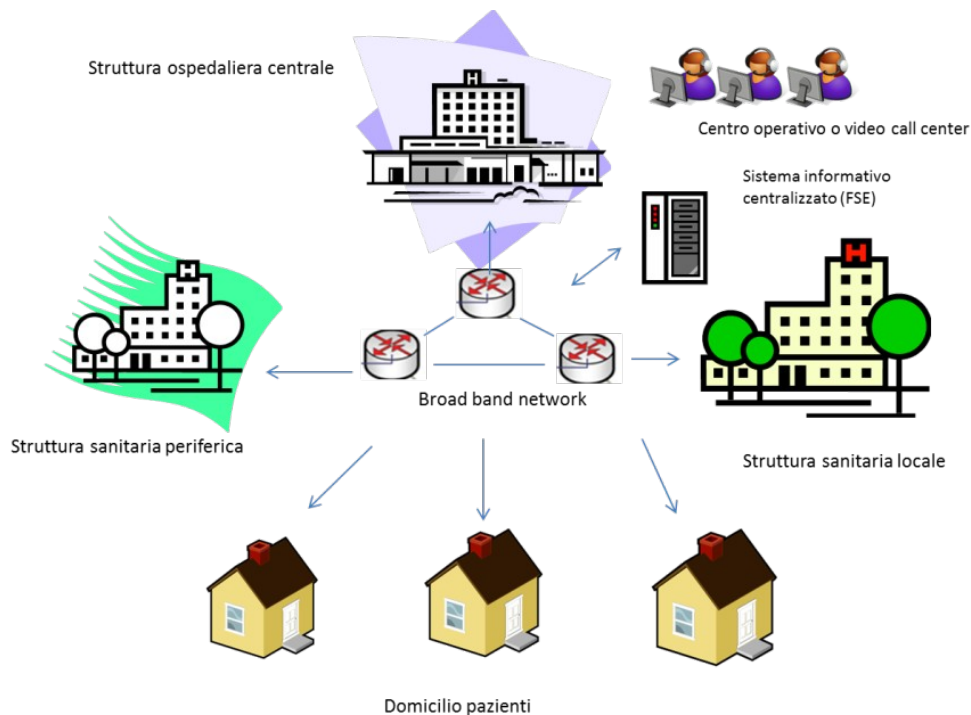 Struttura ospedaliera centrale
H
Centro operativo o video call center
Sistema informativo
centralizzato (FSE)
H
H
Broad band network
Struttura sanitaria periferica
Struttura sanitaria locale
Domicilio pazienti